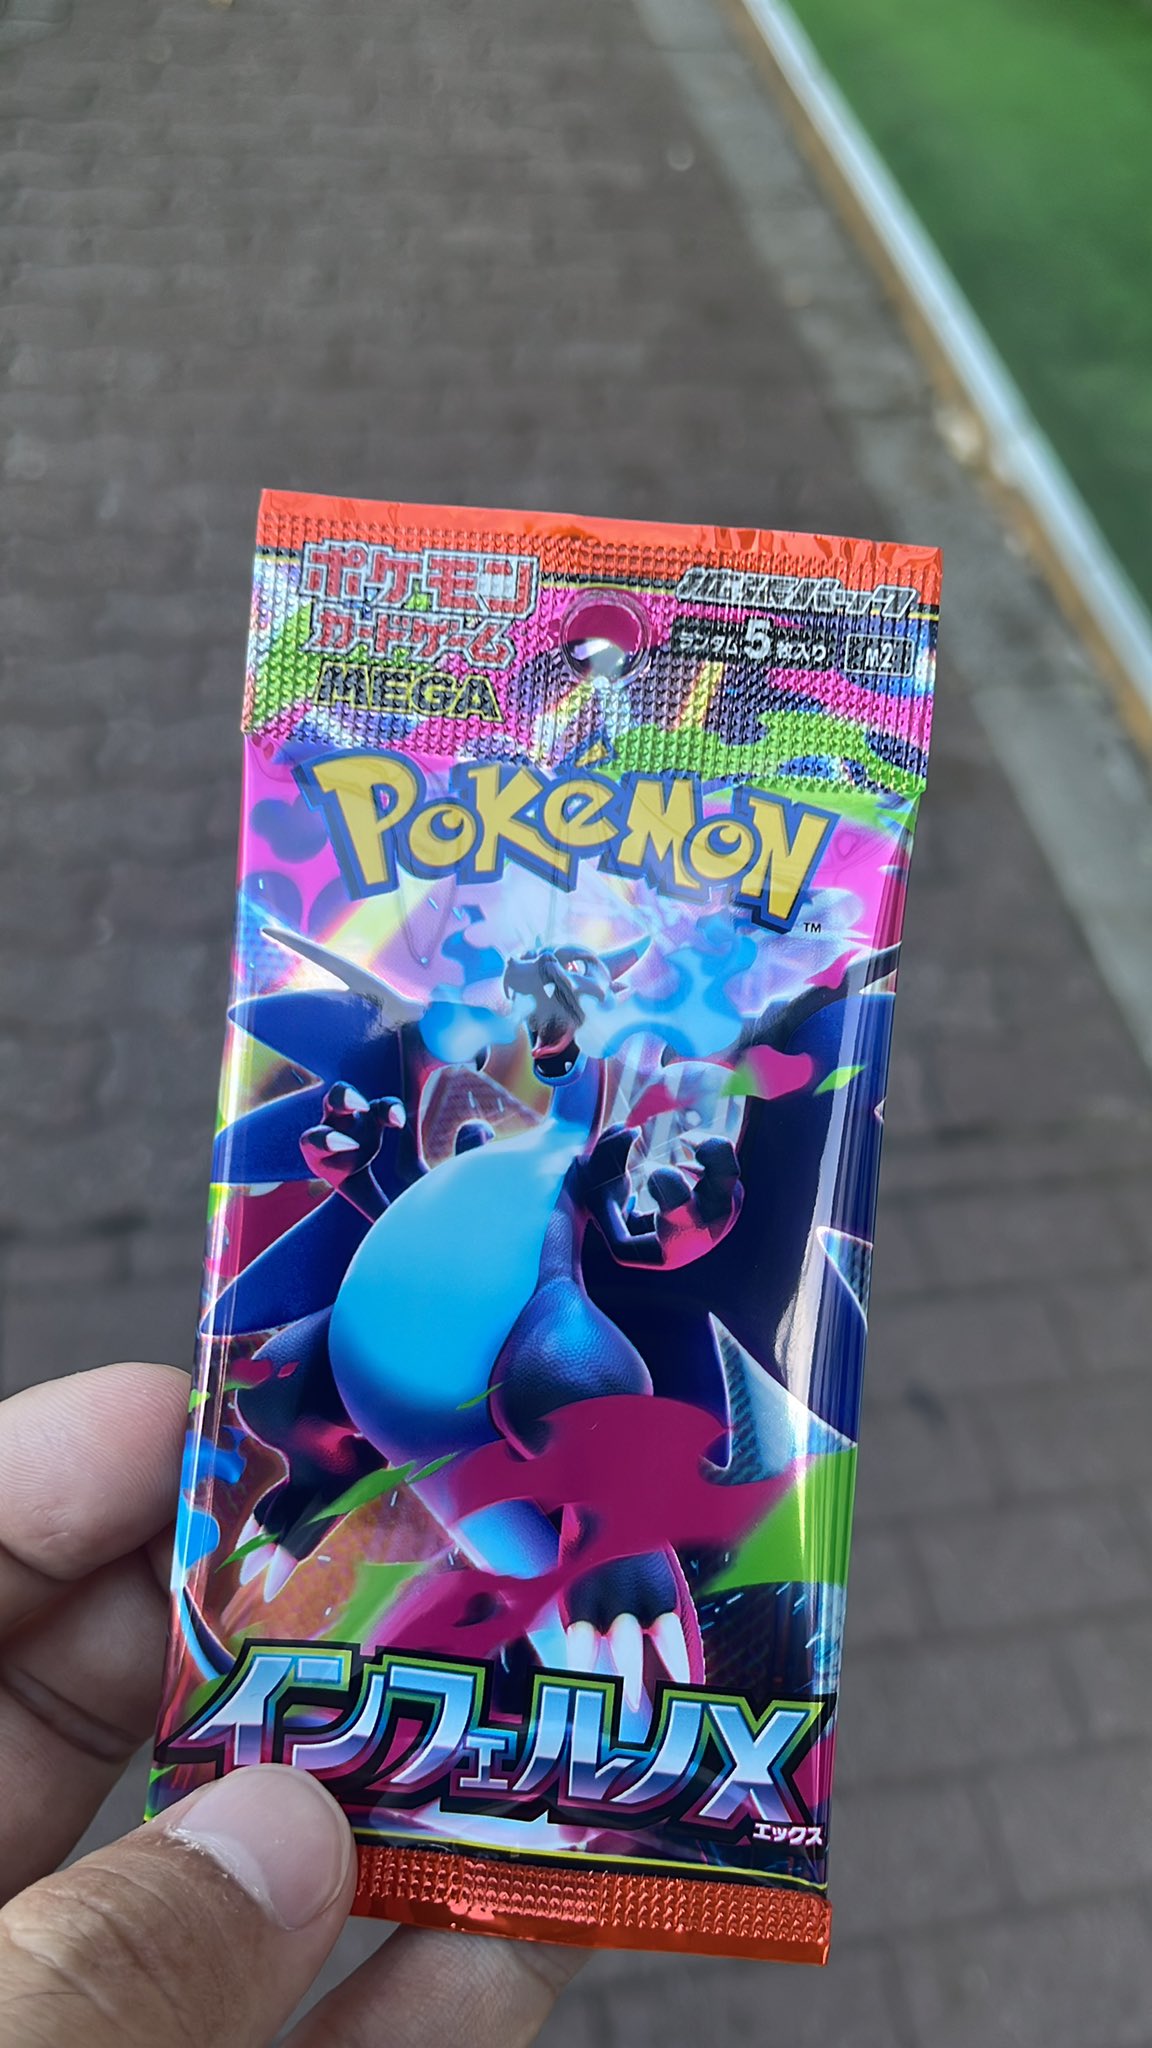 ポケモン
カードゲーム
MEGA
拡張パック
ランダム5枚入り
M2
POKéMON
TM
インフェルノX
エックス